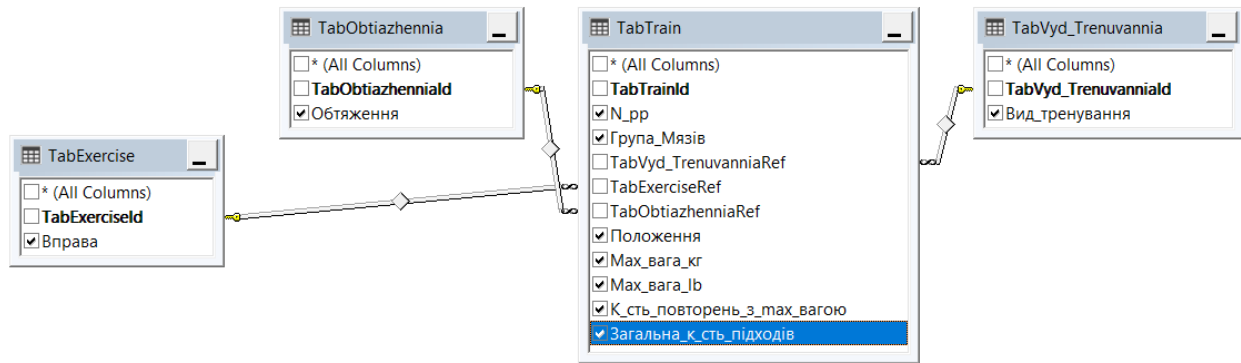 TabObtiazhennia
* (All Columns)
TabObtiazhenniaId
Обтяження
TabTrain
* (All Columns)
TabTrainId
N_pp
Група_Мязів
TabVyd_TrenuvanniaRef
TabExerciseRef
TabObtiazhenniaRef
Положення
Max_вага_кг
Max_вага_lb
К_сть_повторень_з_max_вагою
Загальна_к_сть_підходів
TabVyd_Trenuvannia
* (All Columns)
TabVyd_TrenuvanniaId
Вид_тренування
TabExercise
* (All Columns)
TabExerciseId
Вправа